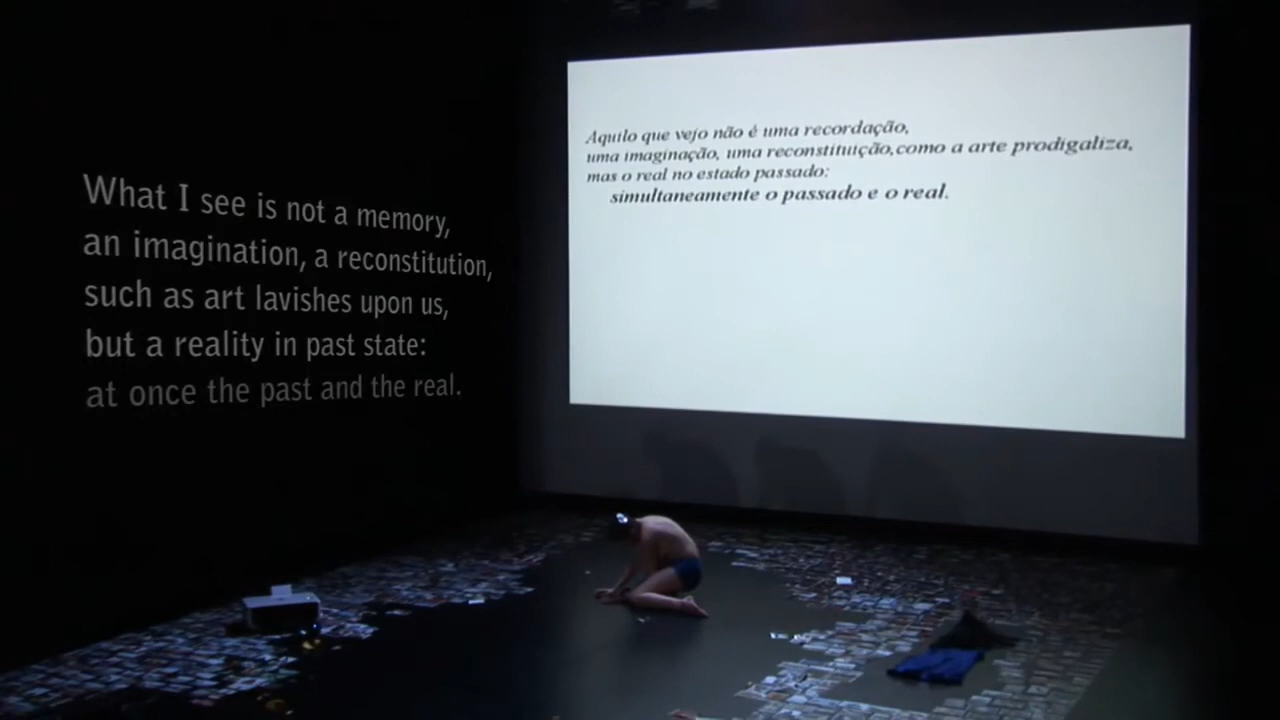 What I see is not a memory,
an imagination, a reconstitution,
such as art lavishes upon us,
but a reality in past state:
at once the past and the real.
Aquilo que vejo não é uma recordação,
uma imaginação, uma reconstituição,como a arte prodigaliza,
mas o real no estado passado:
simultaneamente o passado e o real.